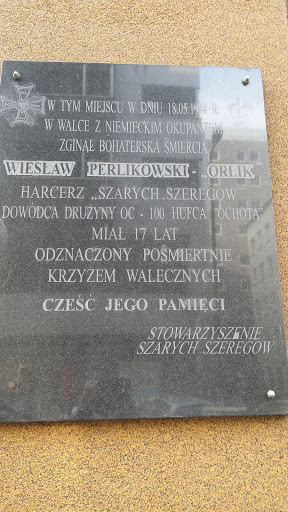 W TYM MIEJSCU W DNIU 18.05.1944 R.
W WALCE Z NIEMIECKIM OKUPANTEM
ZGINĄŁ BOHATERSKĄ ŚMIERCIĄ
WIESŁAW PERLIKOWSKI - „ORLIK"
HARCERZ „SZARYCH SZEREGÓW"
DOWÓDCA DRUŻYNY OC - 100 HUFCA "OCHOTA"
MIAŁ 17 LAT
ODZNACZONY POŚMIERTNIE
KRZYŻEM WALECZNYCH
CZEŚĆ JEGO PAMIĘCI
STOWARZYSZENIE
SZARYCH SZEREGÓW